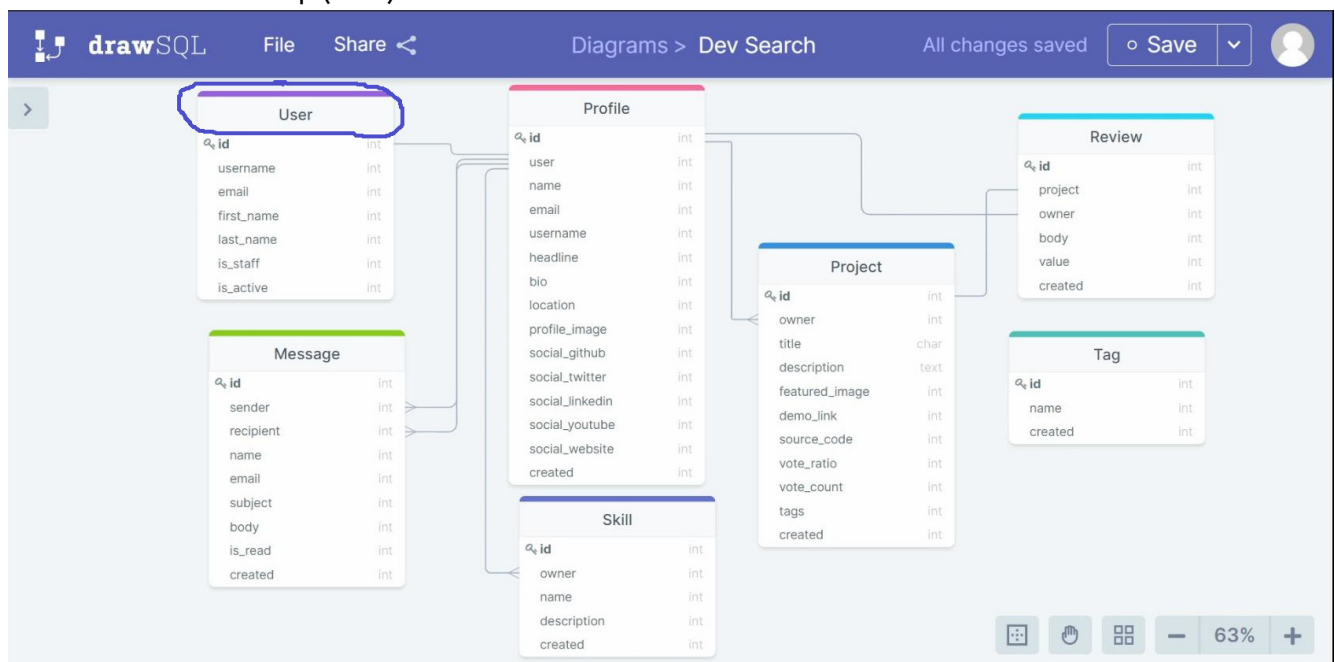 drawSQL File Share Diagrams > Dev Search All changes saved Save
User
id int
username int
email int
first_name int
last_name int
is_staff int
is_active int
Message
id int
sender int
recipient int
name int
email int
subject int
body int
is_read int
created int
Profile
id int
user int
name int
email int
username int
headline int
bio int
location int
profile_image int
social_github int
social_twitter int
social_linkedin int
social_youtube int
social_website int
created int
Skill
id int
owner int
name int
description int
created int
Project
id int
owner int
title char
description text
featured_image int
demo_link int
source_code int
vote_ratio int
vote_count int
tags int
created int
Review
id int
project int
owner int
body int
value int
created int
Tag
id int
name int
created int
63%